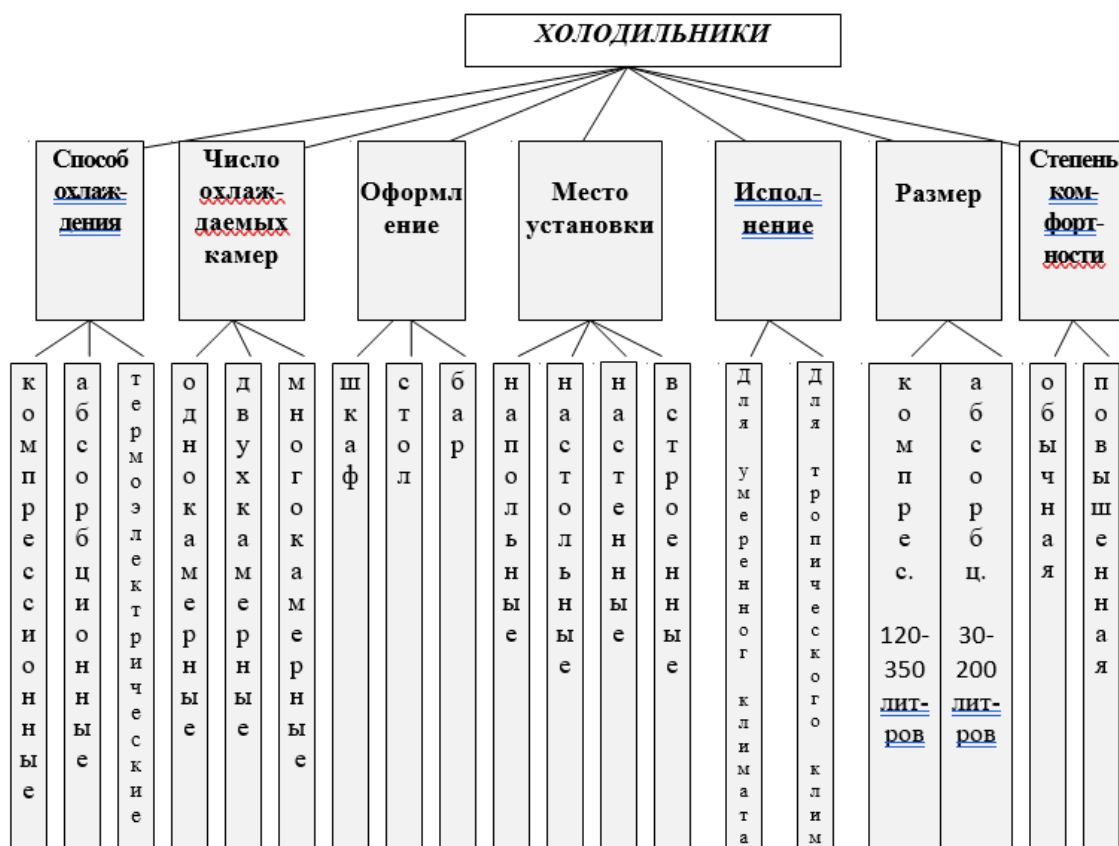 ХОЛОДИЛЬНИКИ
Способ
охлаж-
дения
Число
охлаж-
даемых
камер
Оформл
ение
Место
установки
Испол-
нение
Размер
Степень
ком-
форт-
ности
компрессионные
абсорбционные
термоэлектрические
однокамерные
двухкамерные
многокамерные
шкаф
стол
бар
напольные
настольные
настенные
встроенные
Для умеренног климата
Для тропического клим
компрес.
120-
350
лит-
ров
абсорбц.
30-
200
лит-
ров
обычная
повышенная